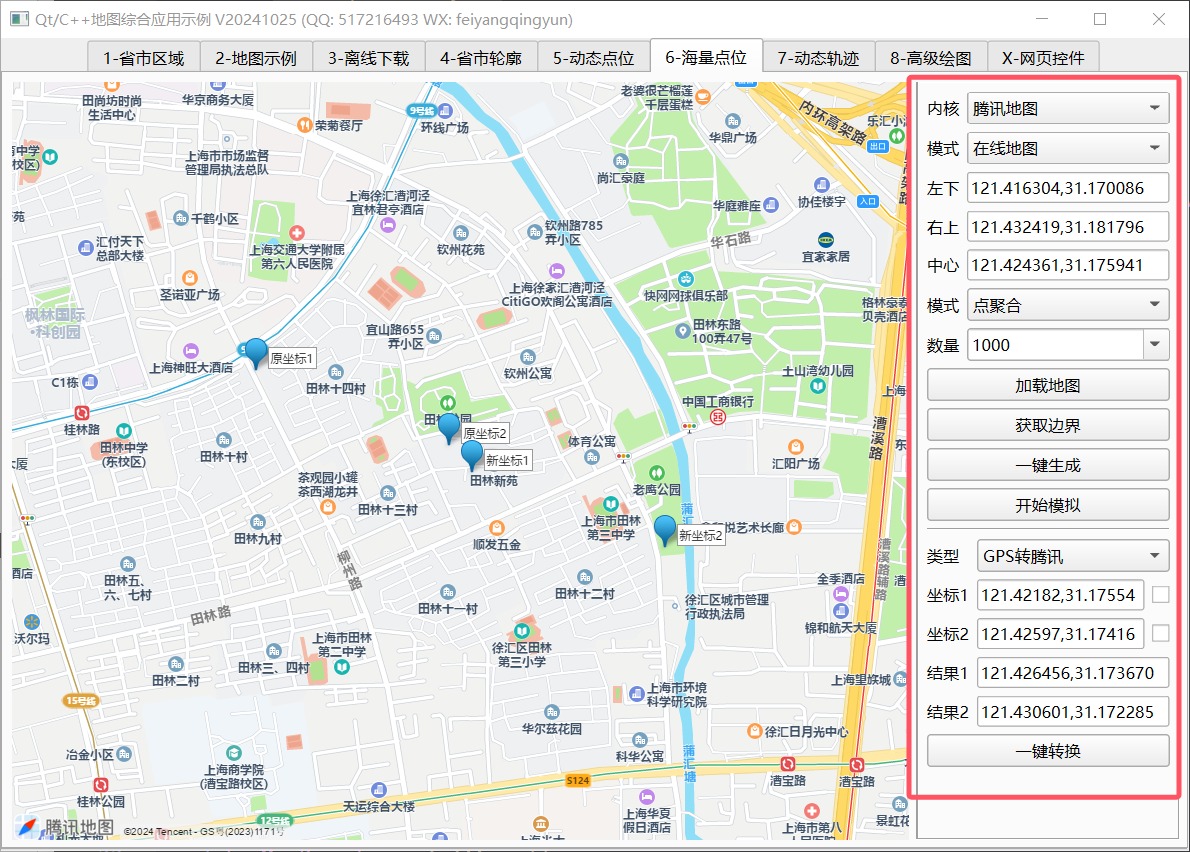 Qt/C++地图综合应用示例 V20241025 (QQ: 517216493 WX: feiyangqingyun)
1-省市区域
2-地图示例
3-离线下载
4-省市轮廓
5-动态点位
6-海量点位
7-动态轨迹
8-高级绘图
X-网页控件
田尚坊时尚
生活中心
华京商务大厦
荣菊餐厅
9号线
环线广场
老婆很芒榴莲
千层蛋糕
华鼎广场
内环高架路
乐汇小
出口
上海市市场监督
管理局执法总队
尚汇豪庭
上海徐汇漕河泾
宜林君亭酒店
华庭雅座
协佳楼宇
入口
千鹤小区
汇付天下
总部大楼
上海交通大学附属
第六人民医院
钦州花苑
钦州路785
弄小区
华石路
宜家家居
圣诺亚广场
上海徐家汇漕河泾
CitiGO欢阁公寓酒店
快网网球俱乐部
格林豪泰
贝壳酒店
枫林国际
·科创园
宜山路655
弄小区
田林东路
100弄47号
原坐标1
上海神旺大酒店
C1栋
田林十四村
钦州公寓
土山湾幼儿园
中国工商银行
桂林路
田林中学
(东校区)
田林十村
原坐标2
新坐标1
田林新苑
体育公寓
漕溪路
汇阳广场
茶观园小罐
茶西湖龙井
田林十三村
老鹰公园
上海市田林
第三中学
新坐标2
悦艺术长廊
田林九村
顺发五金
柳州路
漕溪路辅路
田林五、
六、七村
田林十二村
田林十一村
全季酒店
徐汇区城市管理
行政执法局
锦和航天大厦
沃尔玛
田林路
上海市田林
第二中学
徐汇区田林
第三小学
田林三、四村
田林二村
上海市环境
科学研究院
15号线
华尔兹花园
徐汇日月光中心
冶金小区
上海商学院
(漕宝路校区)
科华公寓
蒲汇塘
S124
漕宝路
漕宝路
桂林公园
天运综合大楼
12号线
上海华夏
假日酒店
上海市第八
人民医院
腾讯地图
©2024 Tencent - GS粤(2023)1171号
内核
腾讯地图
模式
在线地图
左下
121.416304,31.170086
右上
121.432419,31.181796
中心
121.424361,31.175941
模式
点聚合
数量
1000
加载地图
获取边界
一键生成
开始模拟
类型
GPS转腾讯
坐标1
121.42182,31.17554
坐标2
121.42597,31.17416
结果1
121.426456,31.173670
结果2
121.430601,31.172285
一键转换